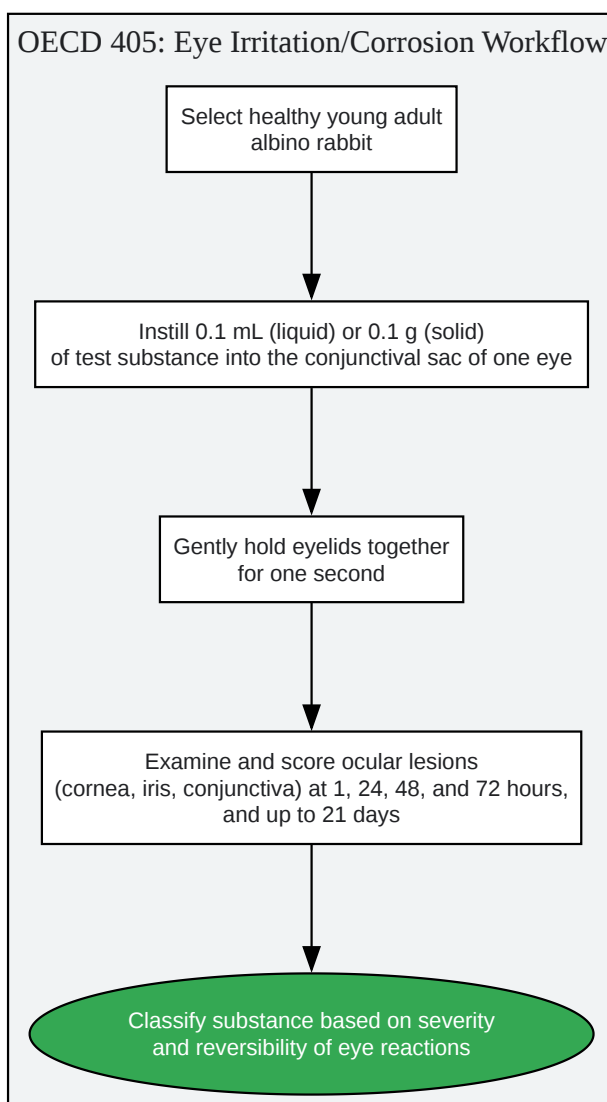 OECD 405: Eye Irritation/Corrosion Workflow
Select healthy young adult
albino rabbit
Instill 0.1 mL (liquid) or 0.1 g (solid)
of test substance into the conjunctival sac of one eye
Gently hold eyelids together
for one second
Examine and score ocular lesions
(cornea, iris, conjunctiva) at 1, 24, 48, and 72 hours,
and up to 21 days
Classify substance based on severity
and reversibility of eye reactions